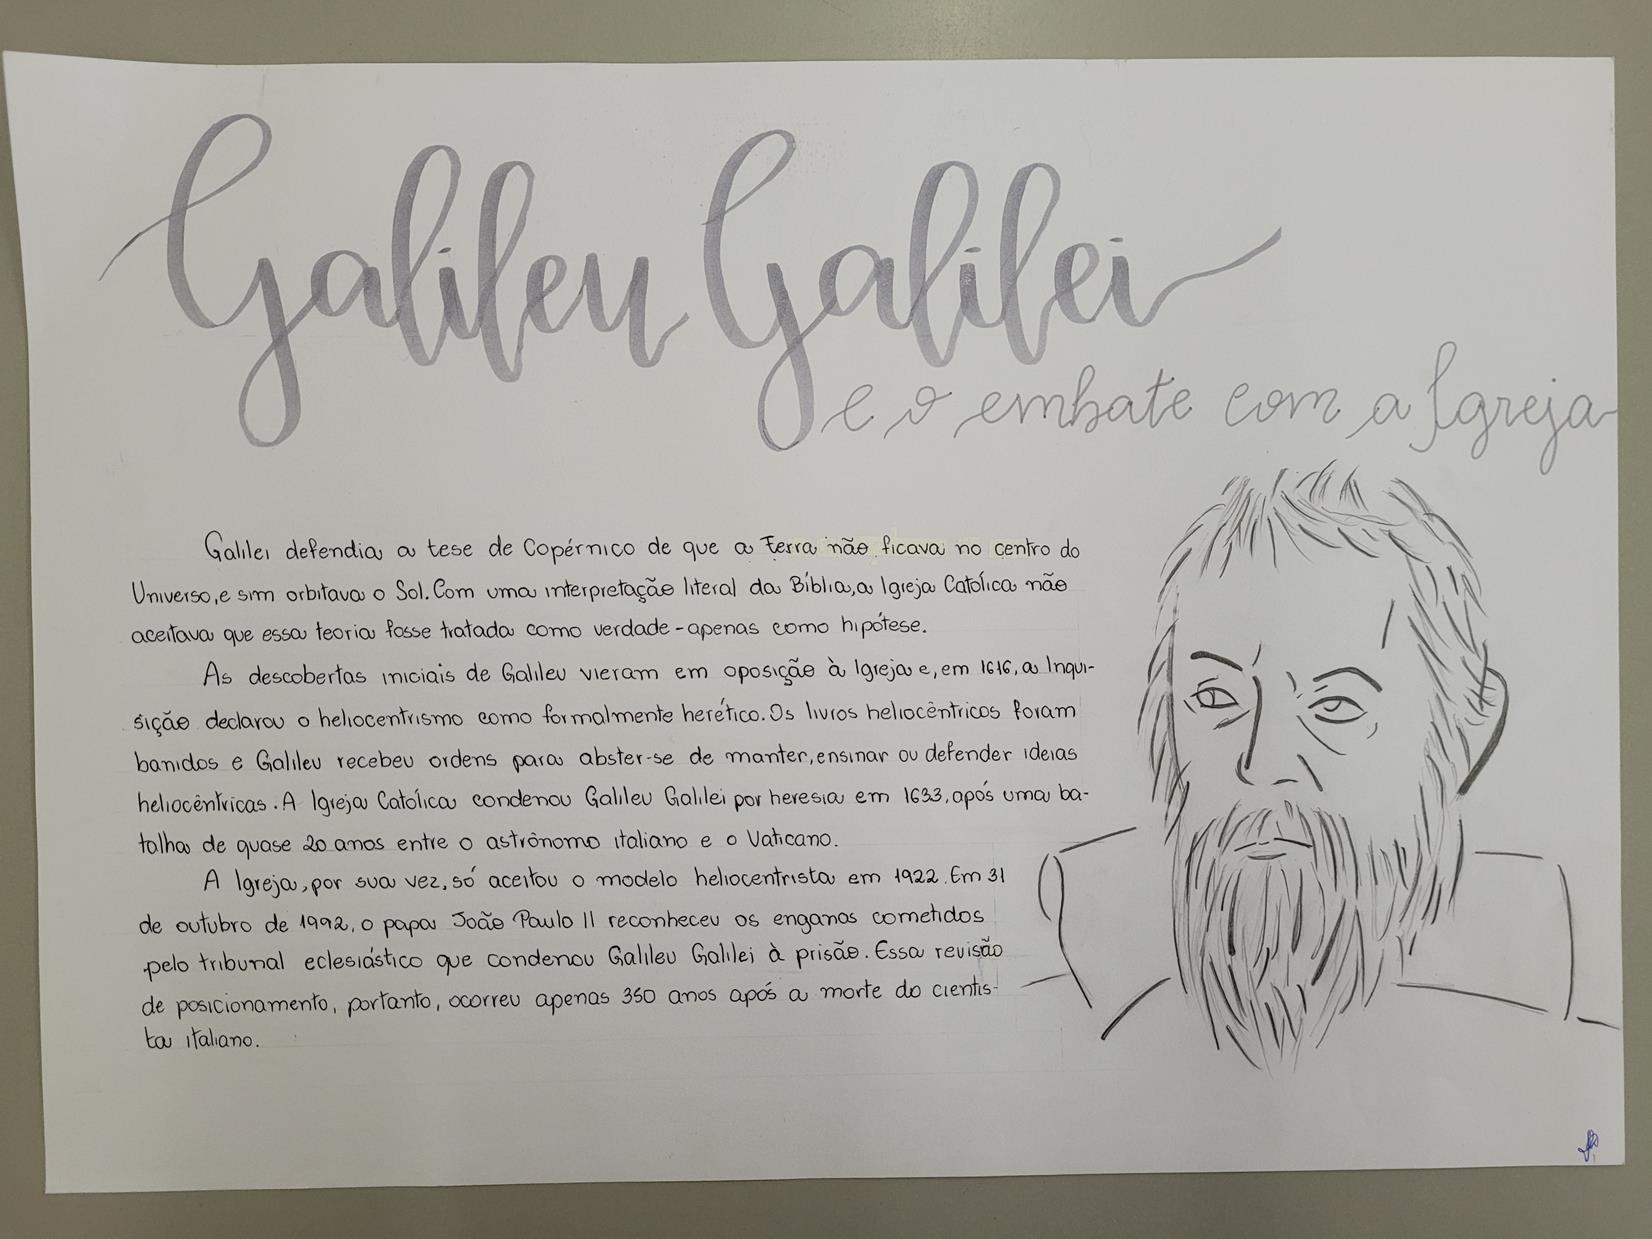 Galileu Galilei
e o embate com a Igreja
Galilei defendia a tese de Copérnico de que a Terra não ficava no centro do
Universo, e sim orbitava o Sol. Com uma interpretação literal da Bíblia, a Igreja Católica não
aceitava que essa teoria fosse tratada como verdade - apenas como hipótese.
As descobertas iniciais de Galileu vieram em oposição à Igreja e, em 1616, a Inqui-
sição declarou o heliocentrismo como formalmente herético. Os livros heliocêntricos foram
banidos e Galileu recebeu ordens para abster-se de manter, ensinar ou defender ideias
heliocêntricas. A Igreja Católica condenou Galileu Galilei por heresia em 1633, após uma ba-
talha de quase 20 anos entre o astrônomo italiano e o Vaticano.
A Igreja, por sua vez, só aceitou o modelo heliocentrista em 1922. Em 31
de outubro de 1992, o papa João Paulo II reconheceu os enganos cometidos
pelo tribunal eclesiástico que condenou Galileu Galilei à prisão. Essa revisão
de posicionamento, portanto, ocorreu apenas 350 anos após a morte do cientis-
ta italiano.